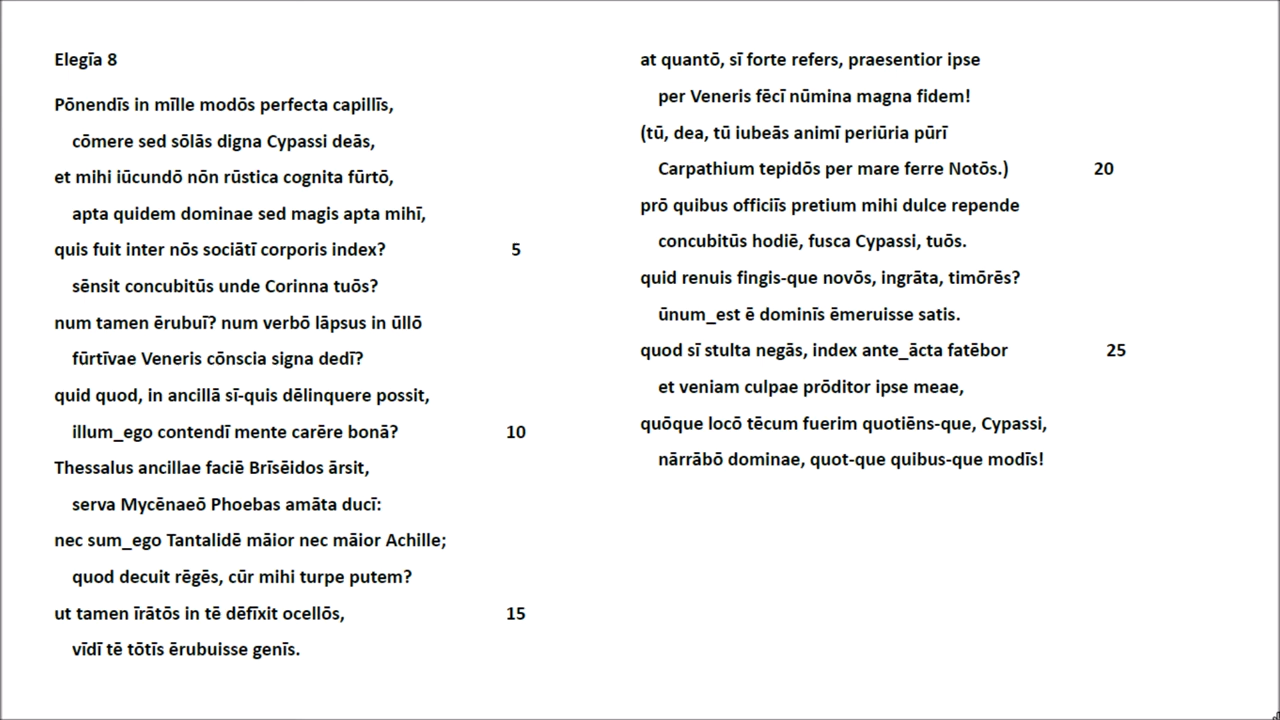 Elegīa 8
Pōnendīs in mīlle modōs perfecta capillīs,
cōmere sed sōlās digna Cypassi deās,
et mihi iūcundō nōn rūstica cognita fūrtō,
apta quidem dominae sed magis apta mihī,
quis fuit inter nōs sociātī corporis index? 5
sēnsit concubitūs unde Corinna tuōs?
num tamen ērubuī? num verbō lāpsus in ūllō
fūrtīvae Veneris cōnscia signa dedī?
quid quod, in ancillā sī-quis dēlinquere possit,
illum_ego contendī mente carēre bonā? 10
Thessalus ancillae faciē Brīsēidos ārsit,
serva Mycēnaeō Phoebas amāta ducī:
nec sum_ego Tantalidē māior nec māior Achille;
quod decuit rēgēs, cūr mihi turpe putem?
ut tamen īrātōs in tē dēfīxit ocellōs, 15
vīdī tē tōtīs ērubuisse genīs.
at quantō, sī forte refers, praesentior ipse
per Veneris fēcī nūmina magna fidem!
(tū, dea, tū iubeās animī periūria pūrī
Carpathium tepidōs per mare ferre Notōs.) 20
prō quibus officiīs pretium mihi dulce repende
concubitūs hodiē, fusca Cypassi, tuōs.
quid renuis fingis-que novōs, ingrāta, timōrēs?
ūnum_est ē dominīs ēmeruisse satis.
quod sī stulta negās, index ante_ācta fatēbor 25
et veniam culpae prōditor ipse meae,
quōque locō tēcum fuerim quotiēns-que, Cypassi,
nārrābō dominae, quot-que quibus-que modīs!